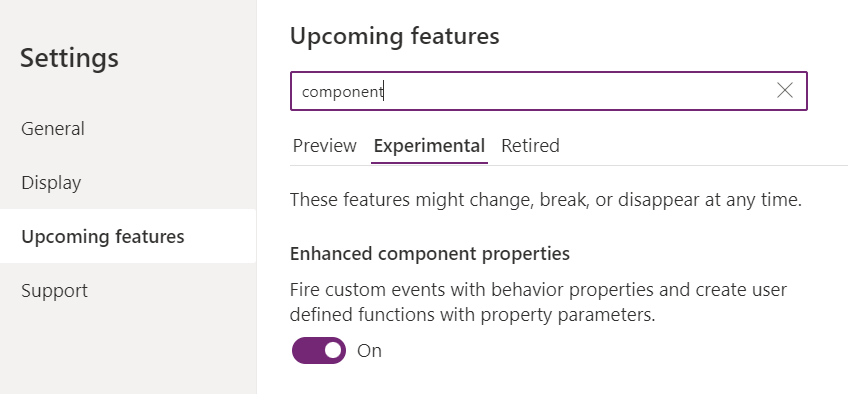 Settings
General
Display
Upcoming features
Support
Upcoming features
component
Preview Experimental Retired
These features might change, break, or disappear at any time.
Enhanced component properties
Fire custom events with behavior properties and create user
defined functions with property parameters.
On